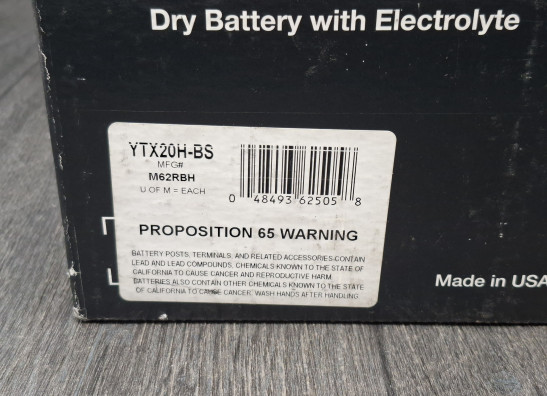 Dry Battery with Electrolyte
YTX20H-BS
MFG#
M62RBH
U OF M = EACH
0 48493 62505 8
PROPOSITION 65 WARNING
BATTERY POSTS, TERMINALS, AND RELATED ACCESSORIES CONTAIN
LEAD AND LEAD COMPOUNDS, CHEMICALS KNOWN TO THE STATE OF
CALIFORNIA TO CAUSE CANCER AND REPRODUCTIVE HARM.
BATTERIES ALSO CONTAIN OTHER CHEMICALS KNOWN TO THE STATE
OF CALIFORNIA TO CAUSE CANCER. WASH HANDS AFTER HANDLING.
Made in USA